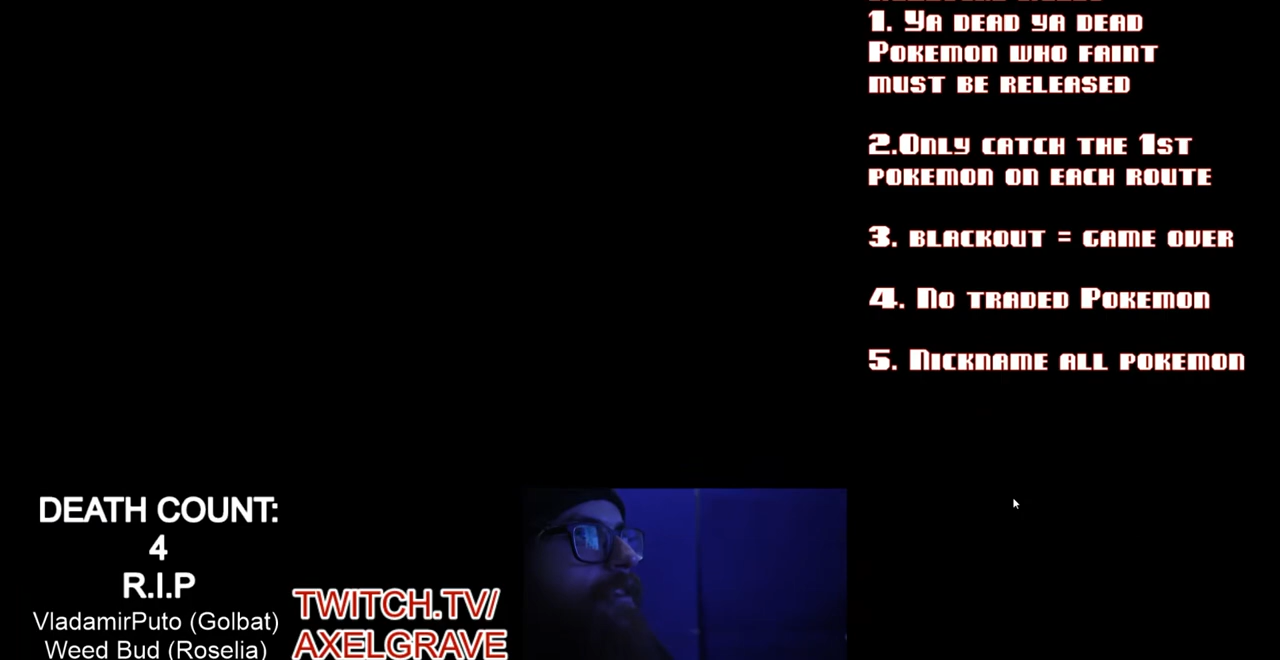 1. Ya dead ya dead
Pokemon who faint
must be released
2.Only catch the 1st
pokemon on each route
3. blackout = game over
4. No traded Pokemon
5. Nickname all pokemon
DEATH COUNT:
4
R.I.P
VladamirPuto (Golbat)
Weed Bud (Roselia)
TWITCH.TV/
AXELGRAVE